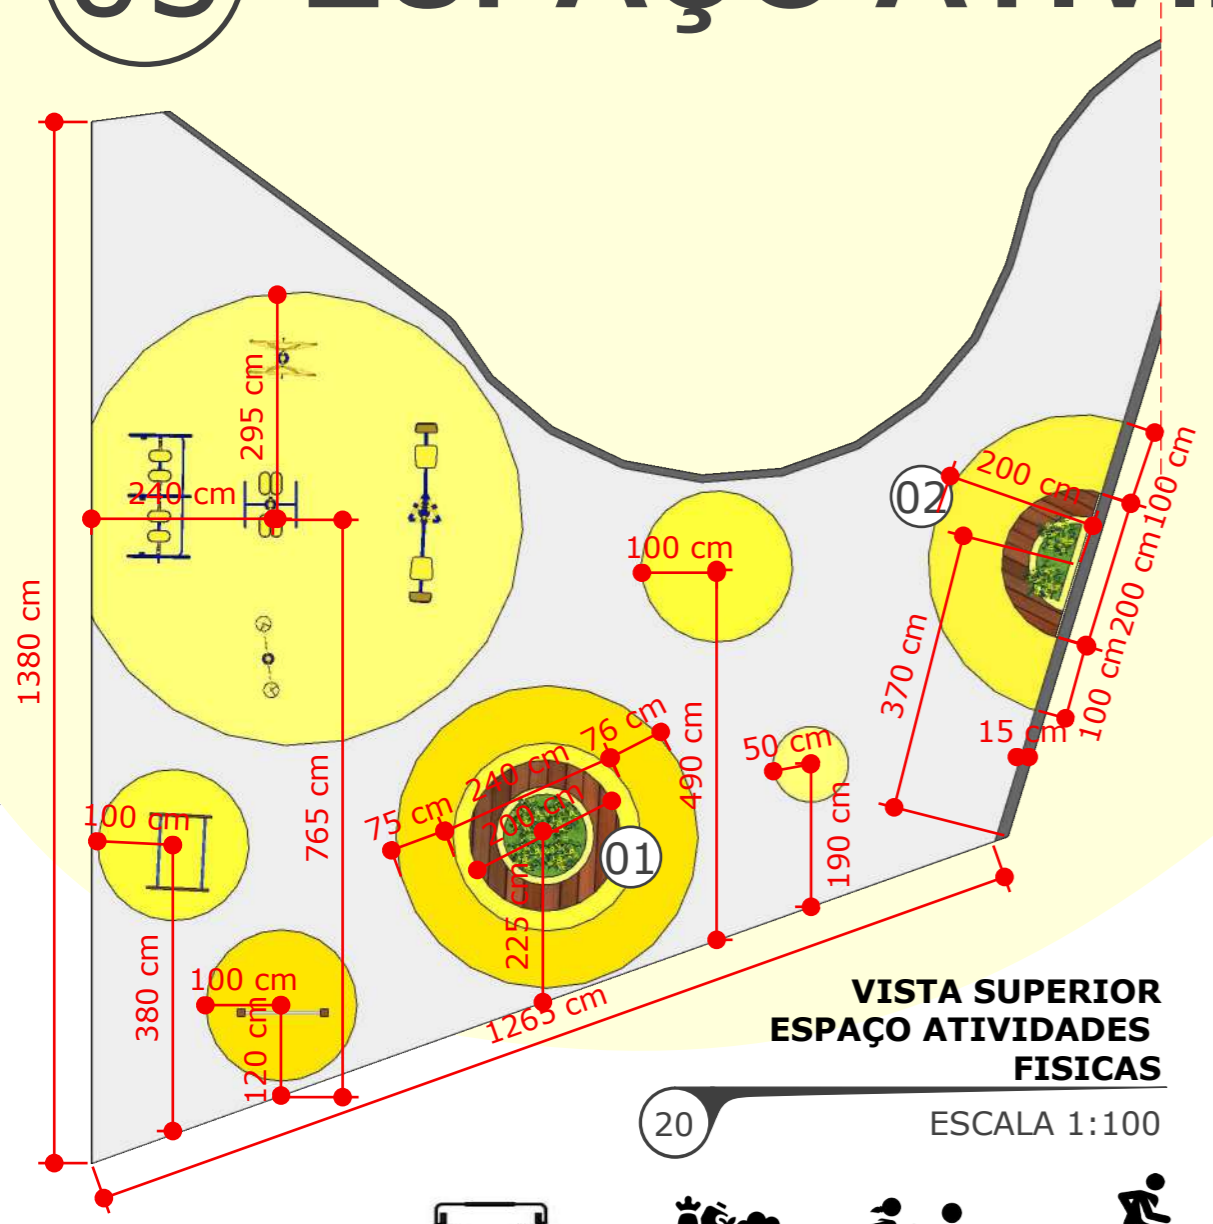 03 ESPAÇO ATIVI
295 cm
240 cm
1380 cm
765 cm
100 cm
380 cm
100 cm
120 cm
75 cm
240 cm
76 cm
200 cm
225 cm
01
1265 cm
100 cm
490 cm
50 cm
190 cm
02
200 cm
370 cm
100 cm
200 cm
100 cm
15 cm
VISTA SUPERIOR
ESPAÇO ATIVIDADES
FISICAS
20
ESCALA 1:100